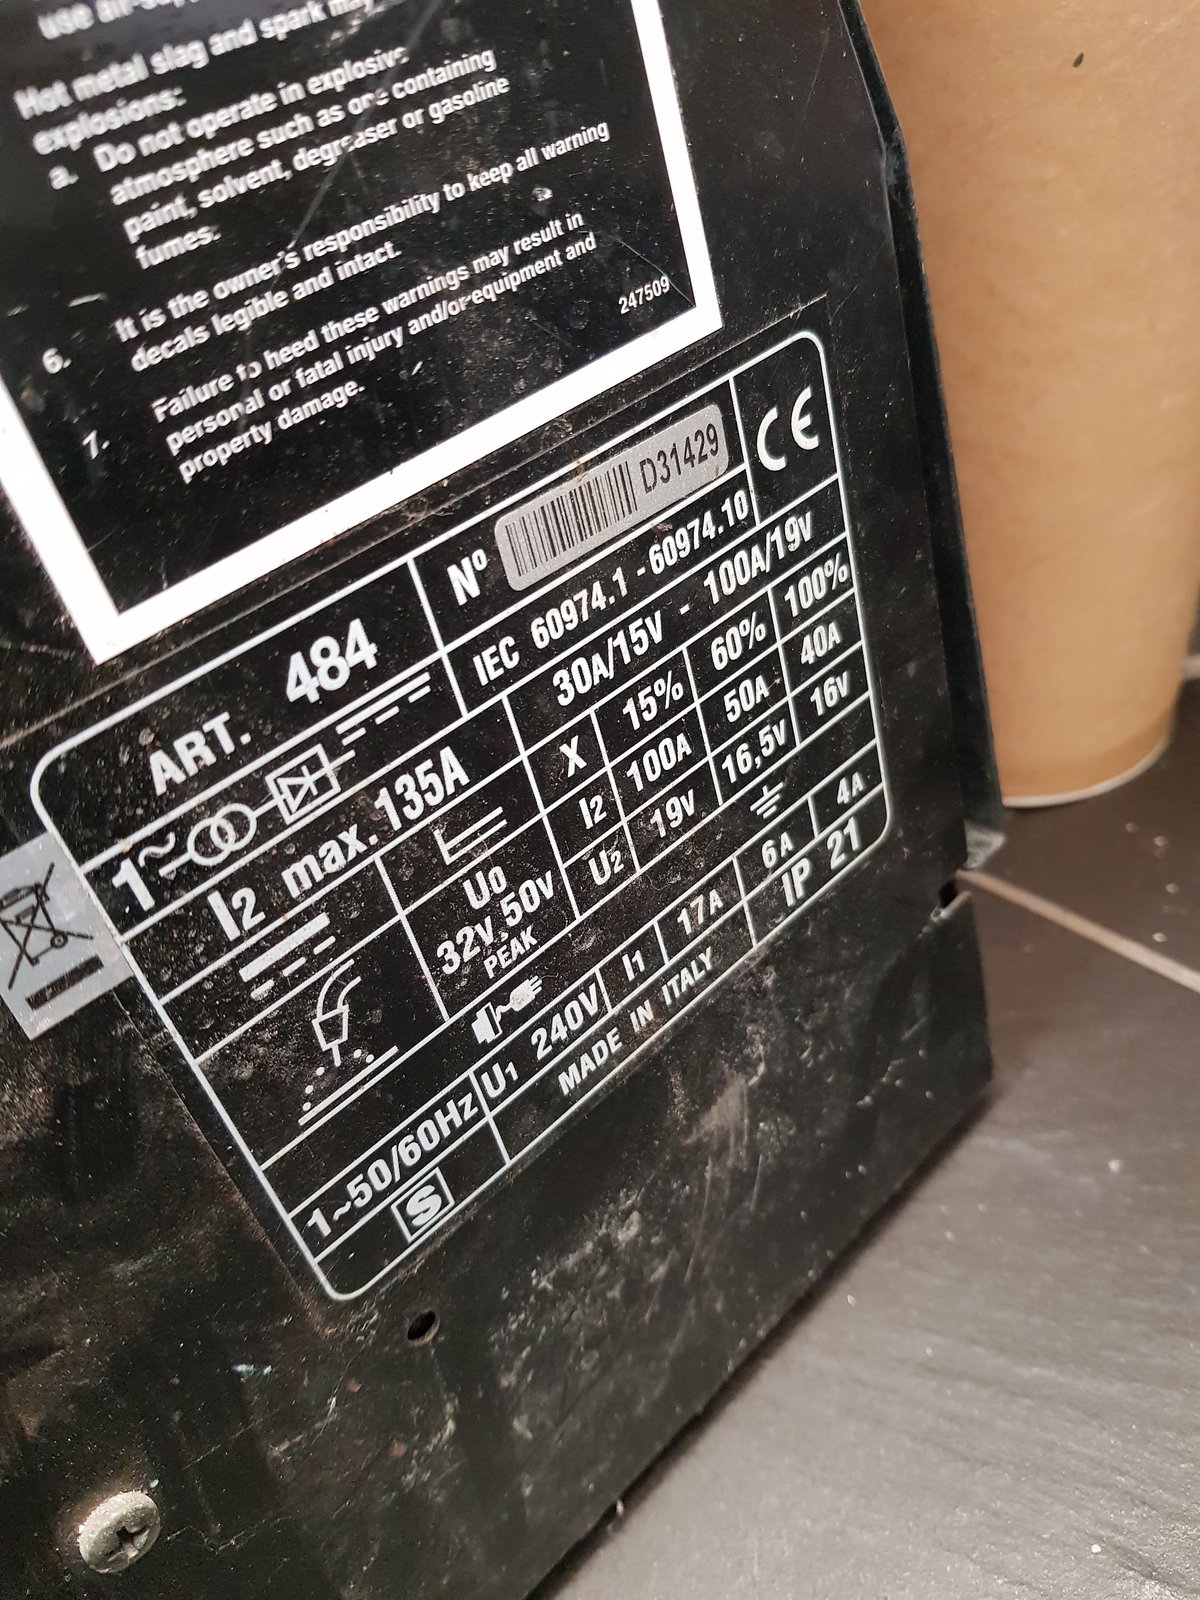 use
Hot metal slag and spark may
explosions:
a. Do not operate in explosive
atmosphere such as one containing
paint, solvent, degreaser or gasoline
fumes.
6. It is the owner's responsibility to keep all warning
decals legible and intact.
7. Failure to heed these warnings may result in
personal or fatal injury and/or equipment and
property damage.
247509
ART. 484
Nº D31429
CE
IEC 60974.1 - 60974.10
1~
I2 max. 135A
30A/15V - 100A/19V
X 15% 60% 100%
I2 100A 50A 40A
U2 19V 16,5V 16V
U0
32V 50V
PEAK
1~50/60Hz U1 240V I1 17A 6A 4A
S MADE IN ITALY IP 21